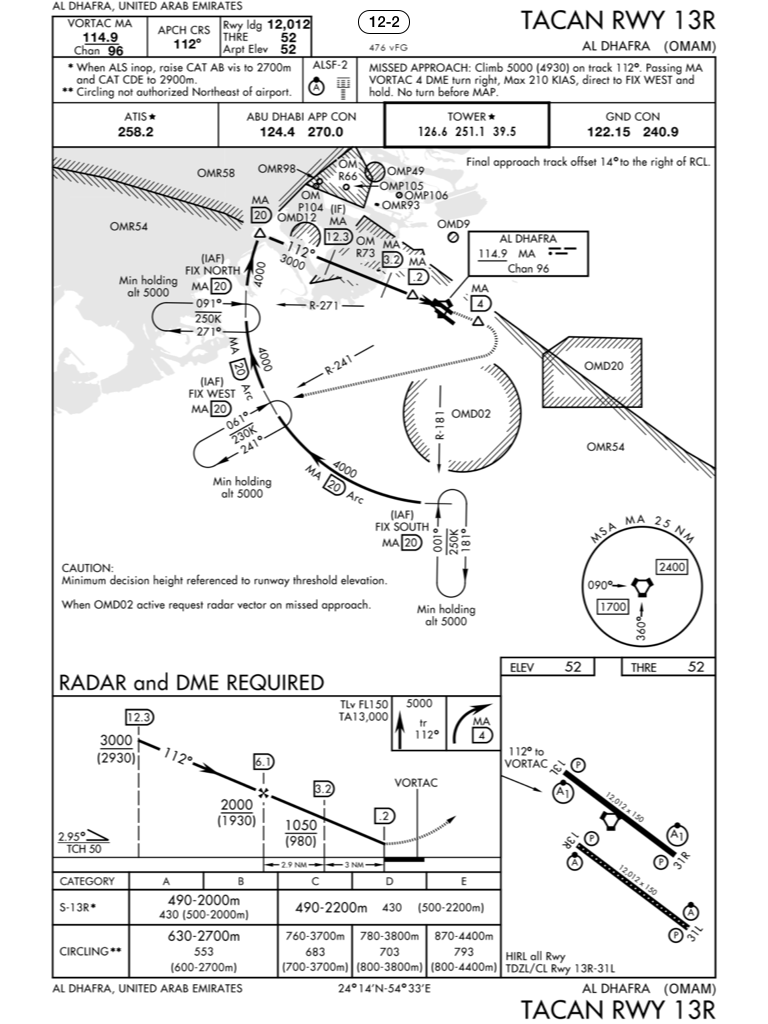 AL DHAFRA, UNITED ARAB EMIRATES
12-2
TACAN RWY 13R
VORTAC MA
114.9
Chan 96
APCH CRS
112°
Rwy ldg 12,012
THRE 52
Arpt Elev 52
476 vFG
AL DHAFRA (OMAM)
* When ALS inop, raise CAT AB vis to 2700m
and CAT CDE to 2900m.
** Circling not authorized Northeast of airport.
ALSF-2
A
MISSED APPROACH: Climb 5000 (4930) on track 112°. Passing MA
VORTAC 4 DME turn right, Max 210 KIAS, direct to FIX WEST and
hold. No turn before MAP.
ATIS★
258.2
ABU DHABI APP CON
124.4 270.0
TOWER★
126.6 251.1 39.5
GND CON
122.15 240.9
Final approach track offset 14° to the right of RCL.
OMR58
OMR98
OM
R66
OMP49
OMP105
OMP106
OMR93
OM
P104
OMD12
OMR54
MA
20
(IF)
MA
12.3
OM
R73
MA
3.2
MA
.2
OMD9
AL DHAFRA
114.9 MA
Chan 96
112°
3000
MA
4
(IAF)
FIX NORTH
MA 20
4000
Min holding
alt 5000
091°
250K
271°
R-271
MA 20 Arc
4000
R-241
(IAF)
FIX WEST
MA 20
061°
230K
241°
Min holding
alt 5000
OMD20
OMD02
R-181
OMR54
4000
MA 20 Arc
(IAF)
FIX SOUTH
MA 20
001°
250K
181°
Min holding
alt 5000
MSA MA 25 NM
2400
090°
1700
360°
CAUTION:
Minimum decision height referenced to runway threshold elevation.
When OMD02 active request radar vector on missed approach.
RADAR and DME REQUIRED
ELEV 52
THRE 52
TLv FL150
TA13,000
5000
tr
112°
MA
4
12.3
3000
(2930)
112°
6.1
2000
(1930)
3.2
1050
(980)
.2
VORTAC
2.95°
TCH 50
2.9 NM
3 NM
112° to
VORTAC
13L
P
A1
12,012 x 150
A1
P
31R
13R
P
A
12,012 x 150
A
P
31L
HIRL all Rwy
TDZL/CL Rwy 13R-31L
CATEGORY A B C D E
S-13R*
490-2000m
430 (500-2000m)
490-2200m 430 (500-2200m)
CIRCLING**
630-2700m
553
(600-2700m)
760-3700m
683
(700-3700m)
780-3800m
703
(800-3800m)
870-4400m
793
(800-4400m)
AL DHAFRA, UNITED ARAB EMIRATES
24°14'N-54°33'E
AL DHAFRA (OMAM)
TACAN RWY 13R